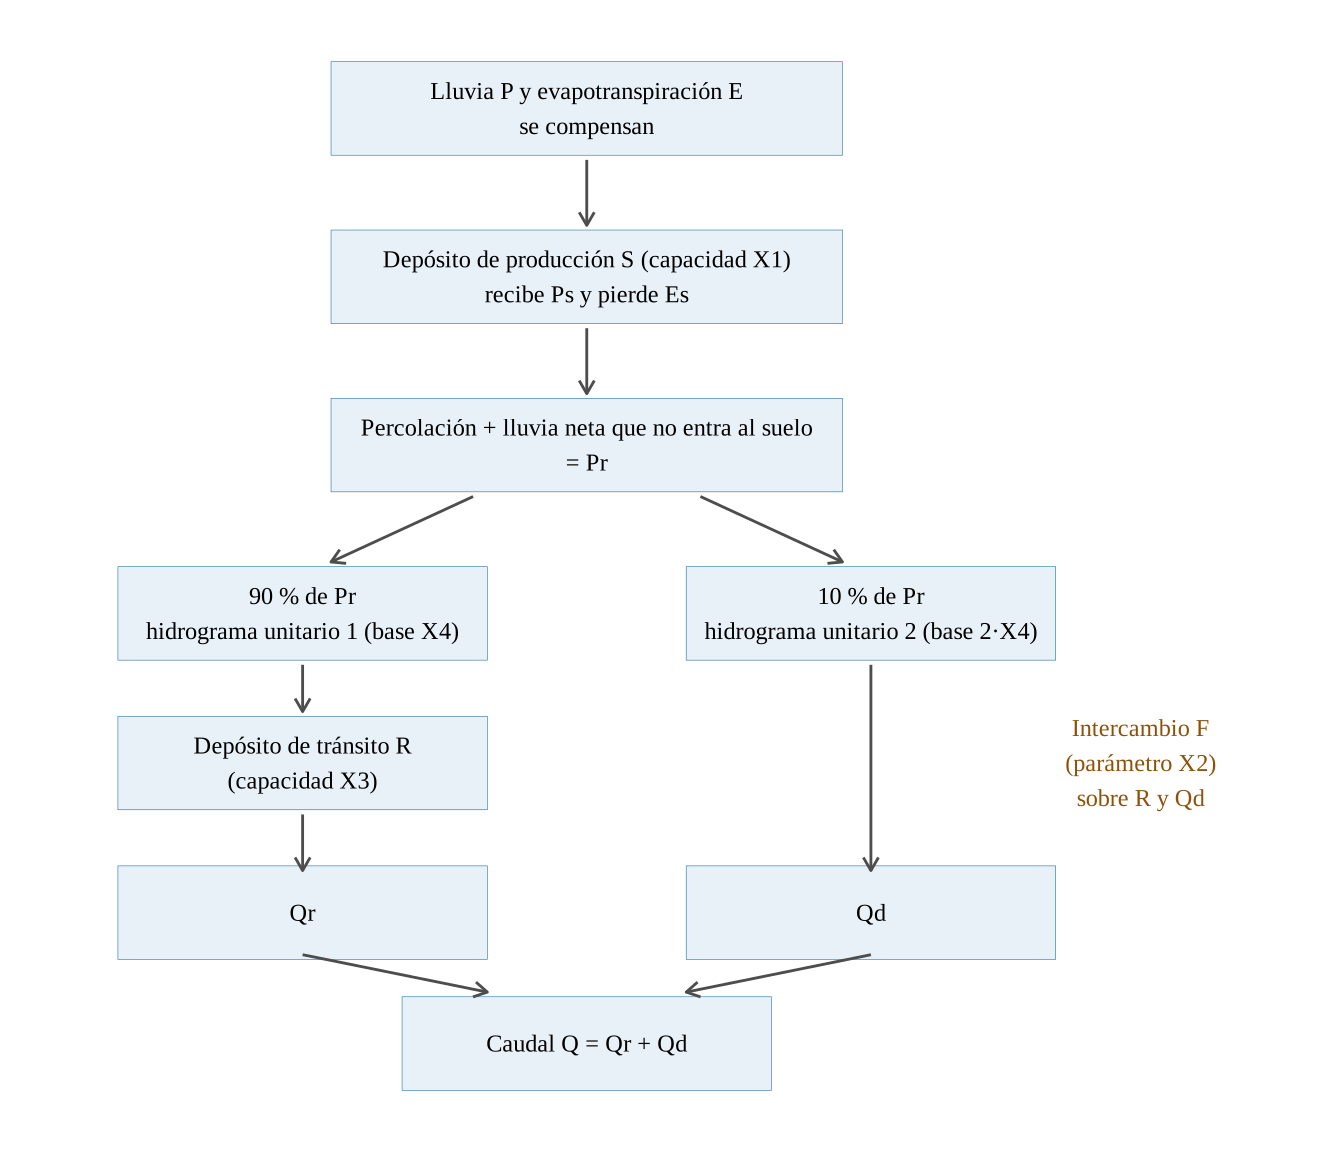 Lluvia P y evapotranspiración E
se compensan
Depósito de producción S (capacidad X1)
recibe Ps y pierde Es
Percolación + lluvia neta que no entra al suelo
= Pr
90 % de Pr
hidrograma unitario 1 (base X4)
10 % de Pr
hidrograma unitario 2 (base 2·X4)
Depósito de tránsito R
(capacidad X3)
Intercambio F
(parámetro X2)
sobre R y Qd
Qr
Qd
Caudal Q = Qr + Qd